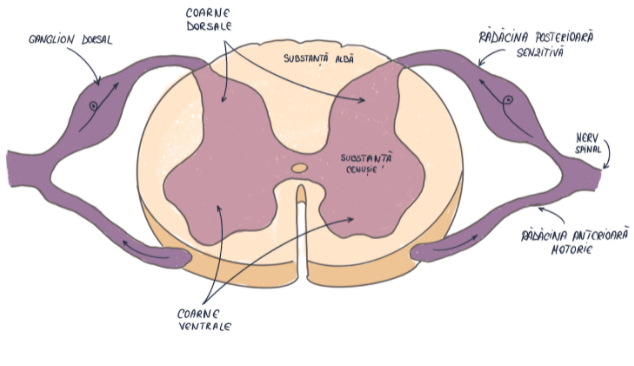 COARNE
DORSALE
GANGLION DORSAL
SUBSTANȚĂ ALBĂ
RĂDĂCINA POSTERIOARĂ
SENZITIVĂ
NERV
SPINAL
SUBSTANȚĂ
CENUȘIE
RĂDĂCINA ANTERIOARĂ
MOTORIE
COARNE
VENTRALE